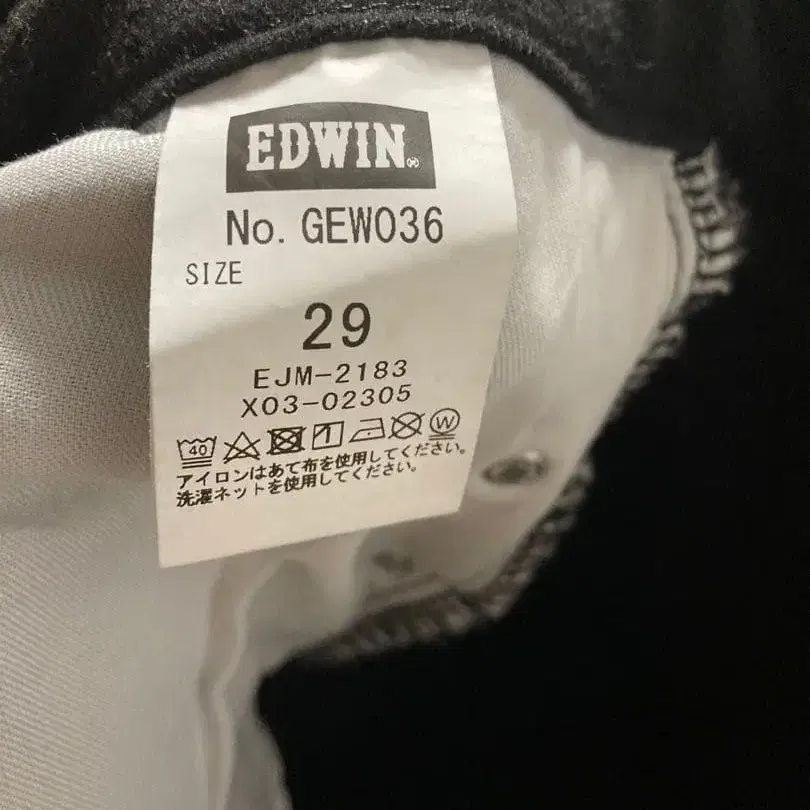 EDWIN
No. GEW036
SIZE
29
EJM-2183
X03-02305
40 W
アイロンはあて布を使用してください。
洗濯ネットを使用してください。